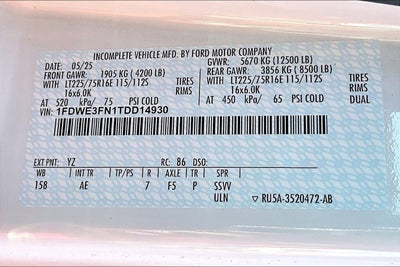 INCOMPLETE VEHICLE MFD. BY FORD MOTOR COMPANY
DATE: 05/25 GVWR: 5670 KG (12500 LB)
FRONT GAWR: 1905 KG (4200 LB) REAR GAWR: 3856 KG (8500 LB)
WITH LT225/75R16E 115/112S TIRES WITH LT225/75R16E 115/112S TIRES
16x6.0K RIMS 16x6.0K RIMS
AT 520 kPa/ 75 PSI COLD AT 450 kPa/ 65 PSI COLD DUAL
VIN: 1FDWE3FN1TDD14930
EXT PNT: YZ RC: 86 DSO:
WB INT TR TP/PS R AXLE TR SPR
158 AE 7 F5 P SSVV
ULN ▽ RU5A-3520472-AB